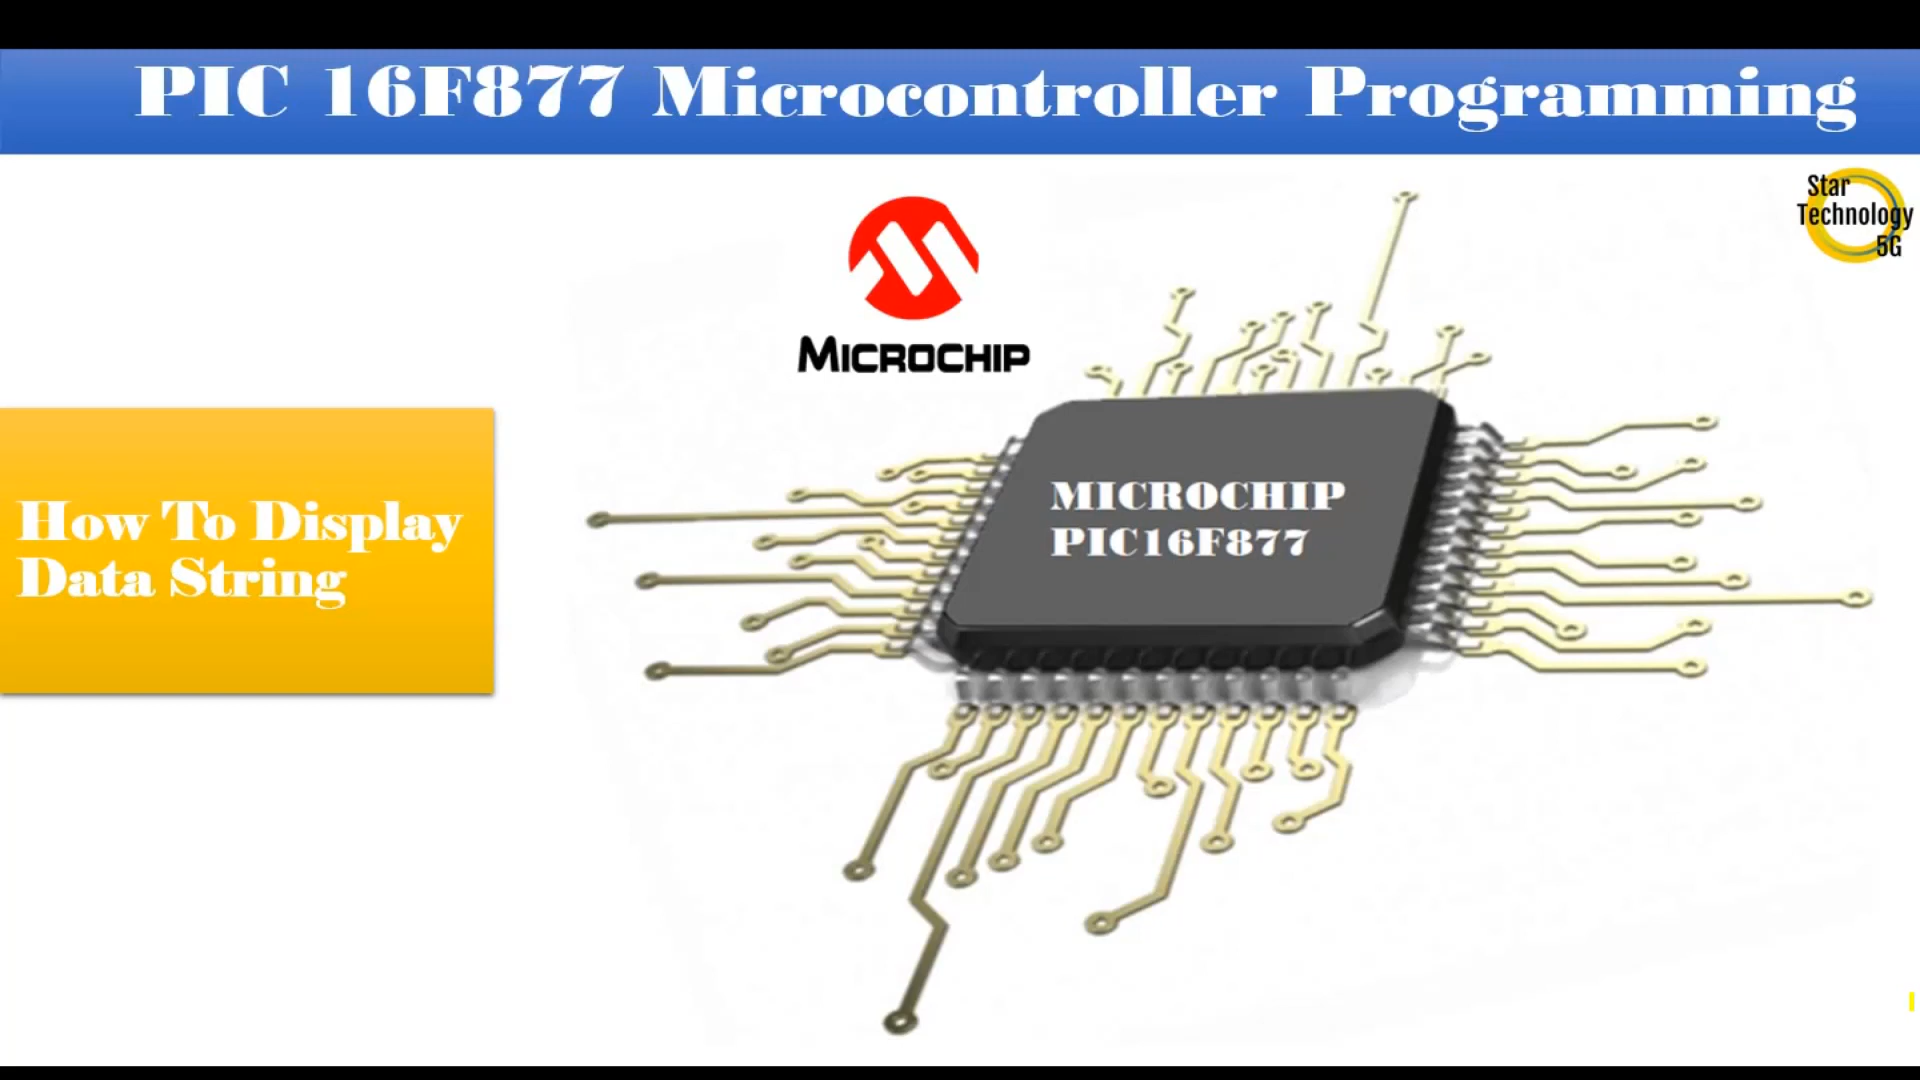 PIC 16F877 Microcontroller Programming
Star
Technology
5G
MICROCHIP
How To Display
Data String
MICROCHIP
PIC16F877